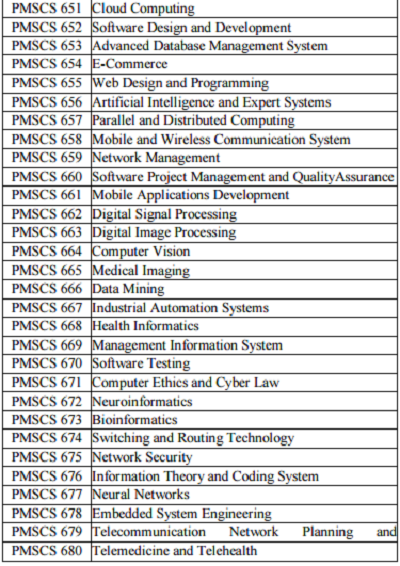 PMSCS 651 Cloud Computing
PMSCS 652 Software Design and Development
PMSCS 653 Advanced Database Management System
PMSCS 654 E-Commerce
PMSCS 655 Web Design and Programming
PMSCS 656 Artificial Intelligence and Expert Systems
PMSCS 657 Parallel and Distributed Computing
PMSCS 658 Mobile and Wireless Communication System
PMSCS 659 Network Management
PMSCS 660 Software Project Management and QualityAssurance
PMSCS 661 Mobile Applications Development
PMSCS 662 Digital Signal Processing
PMSCS 663 Digital Image Processing
PMSCS 664 Computer Vision
PMSCS 665 Medical Imaging
PMSCS 666 Data Mining
PMSCS 667 Industrial Automation Systems
PMSCS 668 Health Informatics
PMSCS 669 Management Information System
PMSCS 670 Software Testing
PMSCS 671 Computer Ethics and Cyber Law
PMSCS 672 Neuroinformatics
PMSCS 673 Bioinformatics
PMSCS 674 Switching and Routing Technology
PMSCS 675 Network Security
PMSCS 676 Information Theory and Coding System
PMSCS 677 Neural Networks
PMSCS 678 Embedded System Engineering
PMSCS 679 Telecommunication Network Planning and
PMSCS 680 Telemedicine and Telehealth